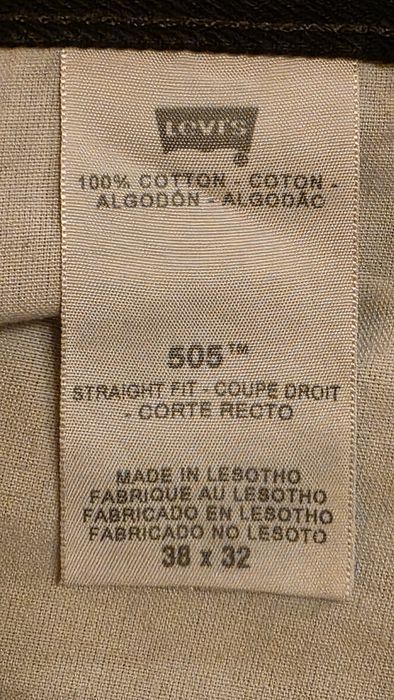 Levi's
®
100% COTTON - COTON -
ALGODÓN - ALGODÃC
505™
STRAIGHT FIT - COUPE DROIT
- CORTE RECTO
MADE IN LESOTHO
FABRIQUE AU LESOTHO
FABRICADO EN LESOTHO
FABRICADO NO LESOTO
38 x 32